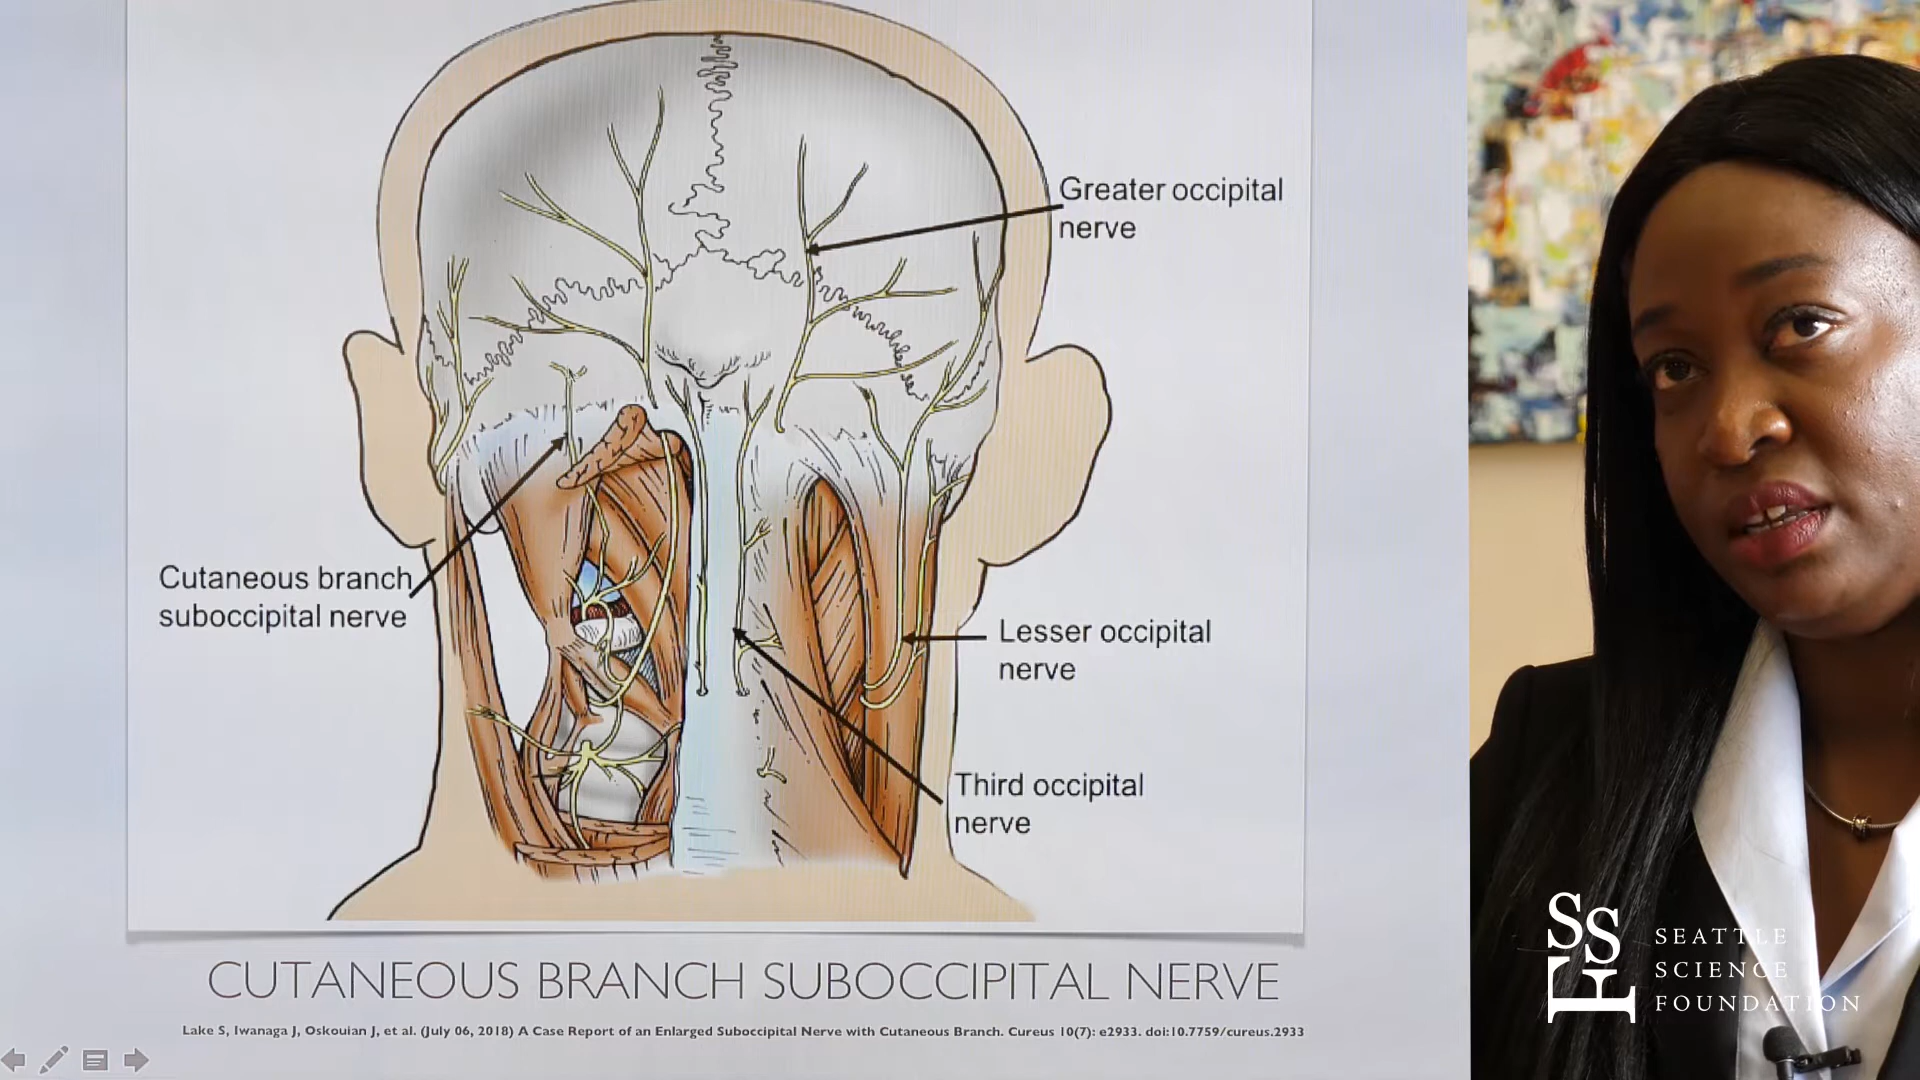 Greater occipital
nerve
Cutaneous branch
suboccipital nerve
Lesser occipital
nerve
Third occipital
nerve
CUTANEOUS BRANCH SUBOCCIPITAL NERVE
Lake S, Iwanaga J, Oskouian J, et al. (July 06, 2018) A Case Report of an Enlarged Suboccipital Nerve with Cutaneous Branch. Cureus 10(7): e2933. doi:10.7759/cureus.2933
SSF
SEATTLE
SCIENCE
FOUNDATION